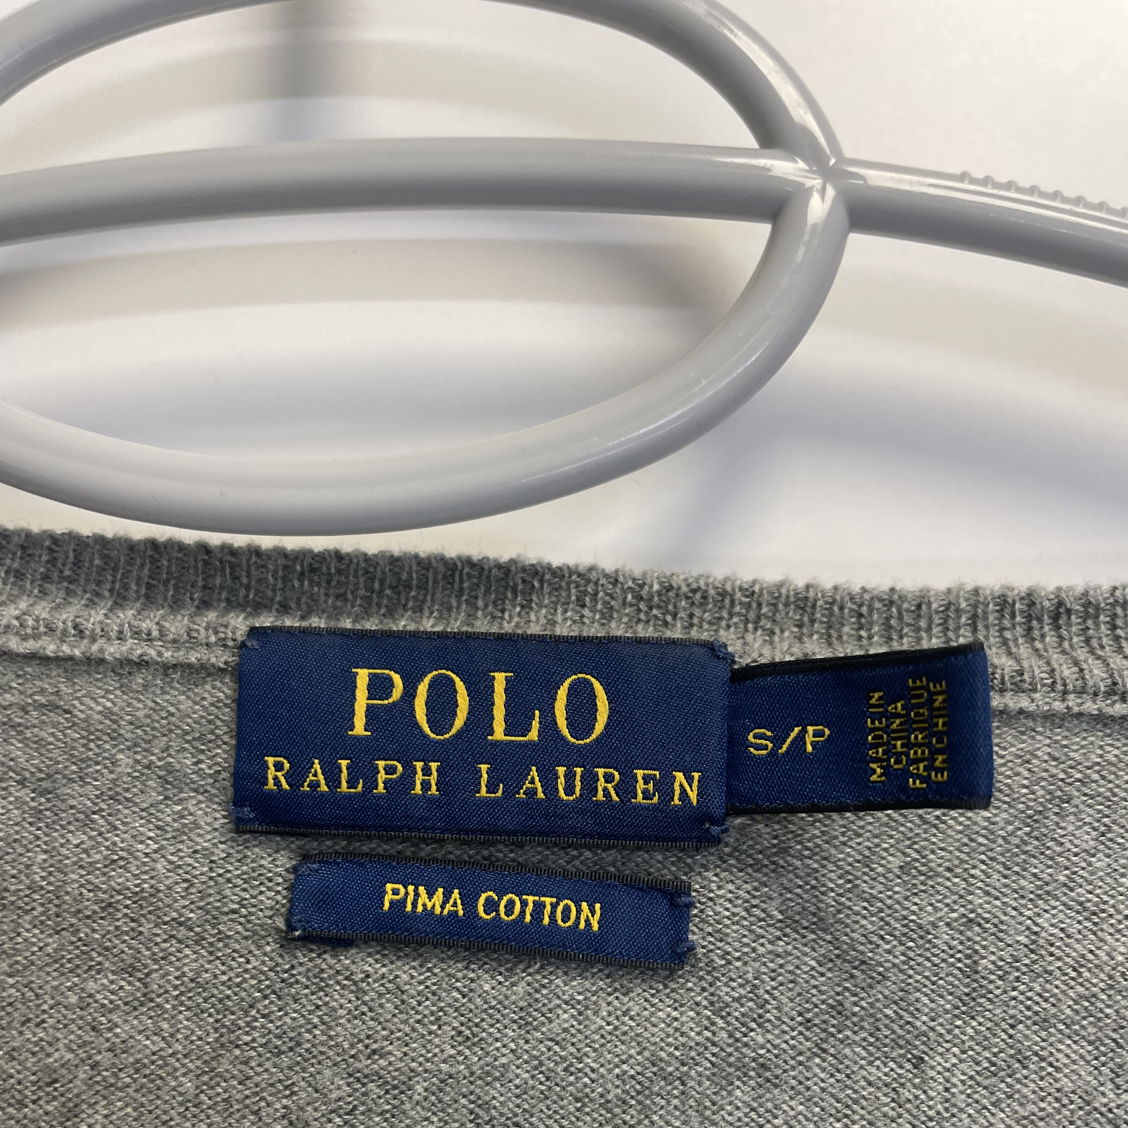 POLO
RALPH LAUREN
S/P
MADE IN
CHINA
FABRIQUE
EN CHINE
PIMA COTTON